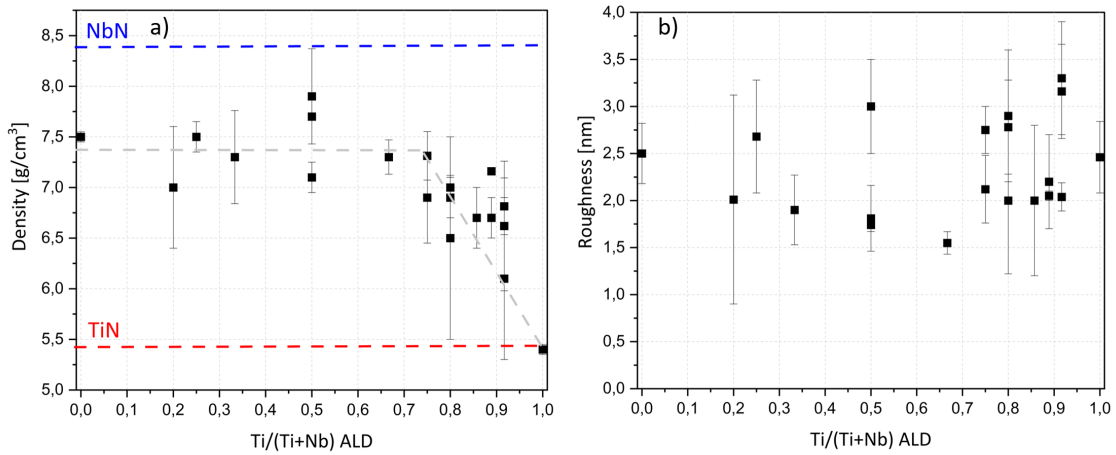 a)
NbN
TiN
8,5
8,0
7,5
7,0
6,5
6,0
5,5
5,0
Density [g/cm³]
0,0 0,1 0,2 0,3 0,4 0,5 0,6 0,7 0,8 0,9 1,0
Ti/(Ti+Nb) ALD
b)
4,0
3,5
3,0
2,5
2,0
1,5
1,0
0,5
0,0
Roughness [nm]
0,0 0,1 0,2 0,3 0,4 0,5 0,6 0,7 0,8 0,9 1,0
Ti/(Ti+Nb) ALD